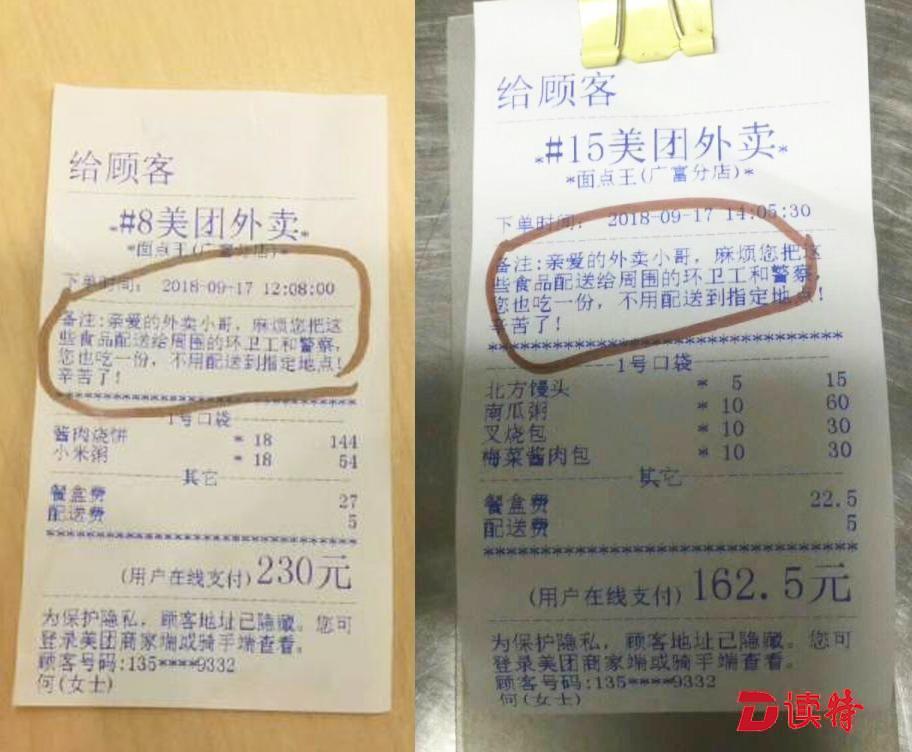 给顾客
*#8美团外卖*
*面点王(广富分店)*
下单时间: 2018-09-17 12:08:00
备注:亲爱的外卖小哥,麻烦您把这
些食品配送给周围的环卫工和警察,
您也吃一份,不用配送到指定地点!
辛苦了!
********************************
1号口袋
酱肉烧饼 * 18 144
小米粥 * 18 54
其它
餐盒费 27
配送费 5
********************************
(用户在线支付)230元
为保护隐私,顾客地址已隐藏。您可
登录美团商家端或骑手端查看。
顾客号码:135****9332
何(女士)
给顾客
*#15美团外卖*
*面点王(广富分店)*
下单时间: 2018-09-17 14:05:30
备注:亲爱的外卖小哥,麻烦您把这
些食品配送给周围的环卫工和警察,
您也吃一份,不用配送到指定地点!
辛苦了!
********************************
1号口袋
北方馒头 * 5 15
南瓜粥 * 10 60
叉烧包 * 10 30
梅菜酱肉包 * 10 30
其它
餐盒费 22.5
配送费 5
********************************
(用户在线支付)162.5元
为保护隐私,顾客地址已隐藏。您可
登录美团商家端或骑手端查看。
顾客号码:135****9332
何(女士)
读特